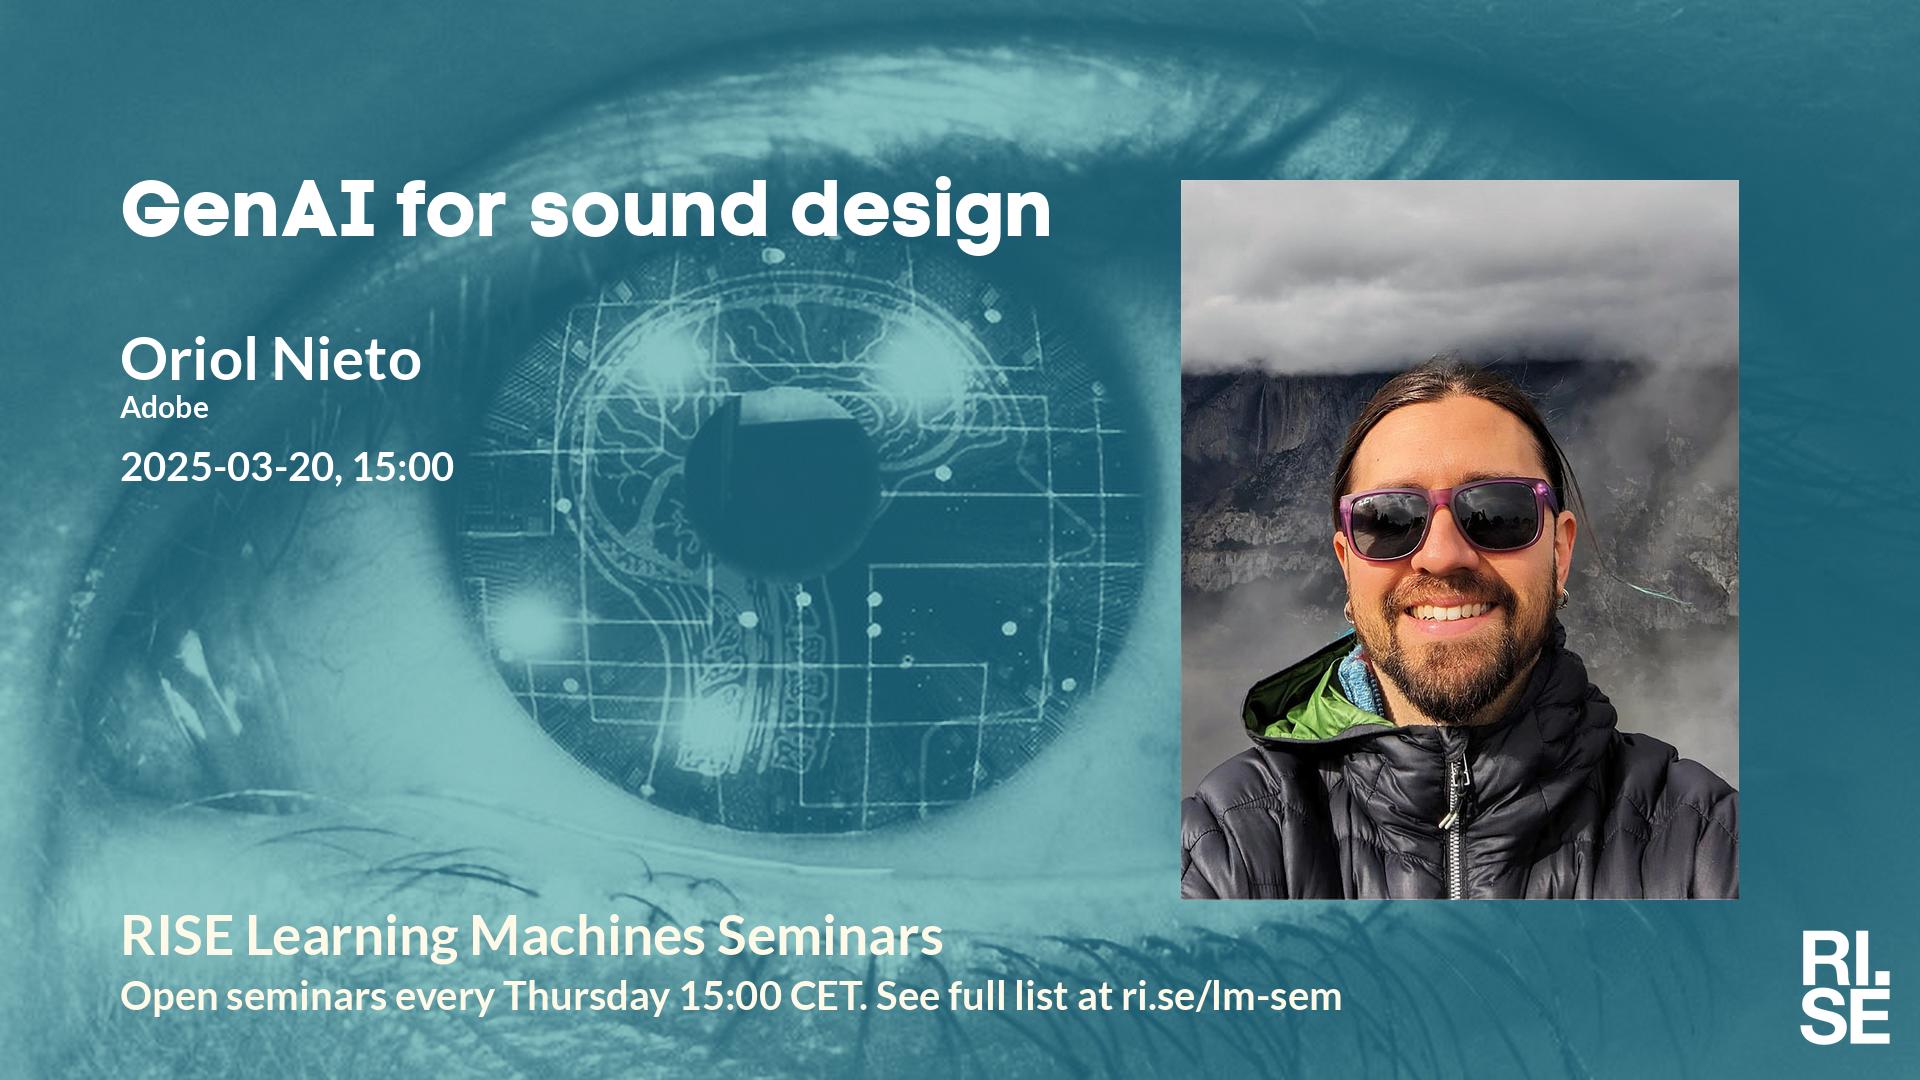 GenAI for sound design
Oriol Nieto
Adobe
2025-03-20, 15:00
RISE Learning Machines Seminars
Open seminars every Thursday 15:00 CET. See full list at ri.se/lm-sem
RI.
SE